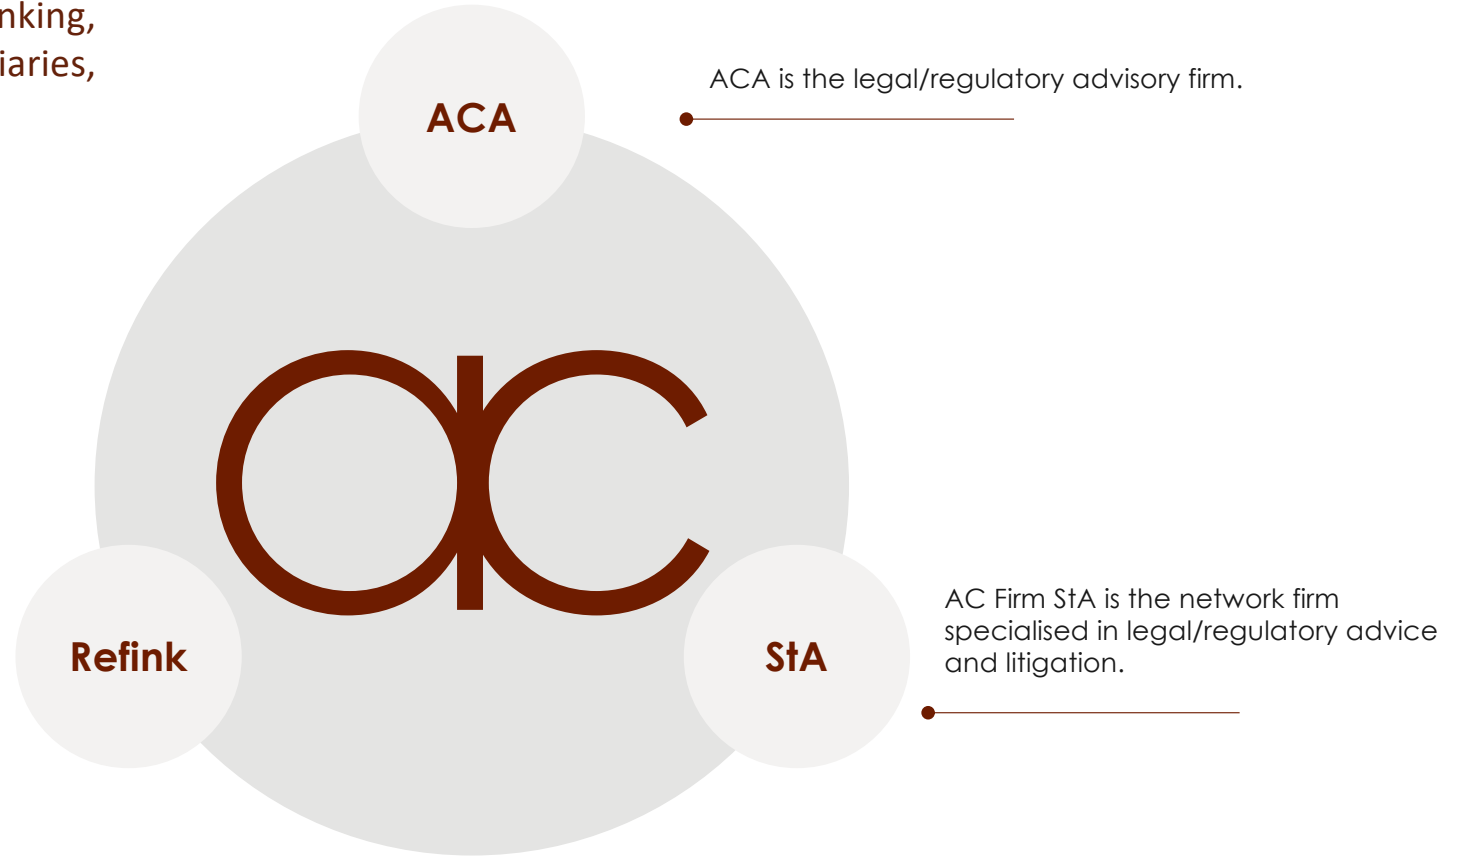 iaries,
ACA is the legal/regulatory advisory firm.
ACA
ac
AC Firm StA is the network firm
specialised in legal/regulatory advice
and litigation.
Refink
StA